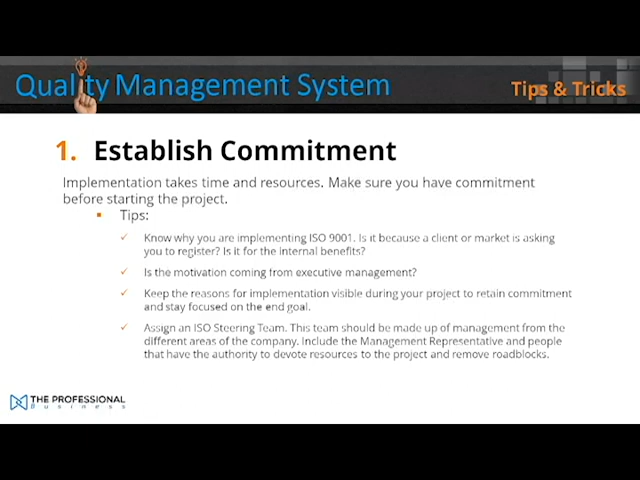 Quality Management System
Tips & Tricks
1. Establish Commitment
Implementation takes time and resources. Make sure you have commitment
before starting the project.
▪ Tips:
✓ Know why you are implementing ISO 9001. Is it because a client or market is asking
you to register? Is it for the internal benefits?
✓ Is the motivation coming from executive management?
✓ Keep the reasons for implementation visible during your project to retain commitment
and stay focused on the end goal.
✓ Assign an ISO Steering Team. This team should be made up of management from the
different areas of the company. Include the Management Representative and people
that have the authority to devote resources to the project and remove roadblocks.
THE PROFESSIONAL
Business